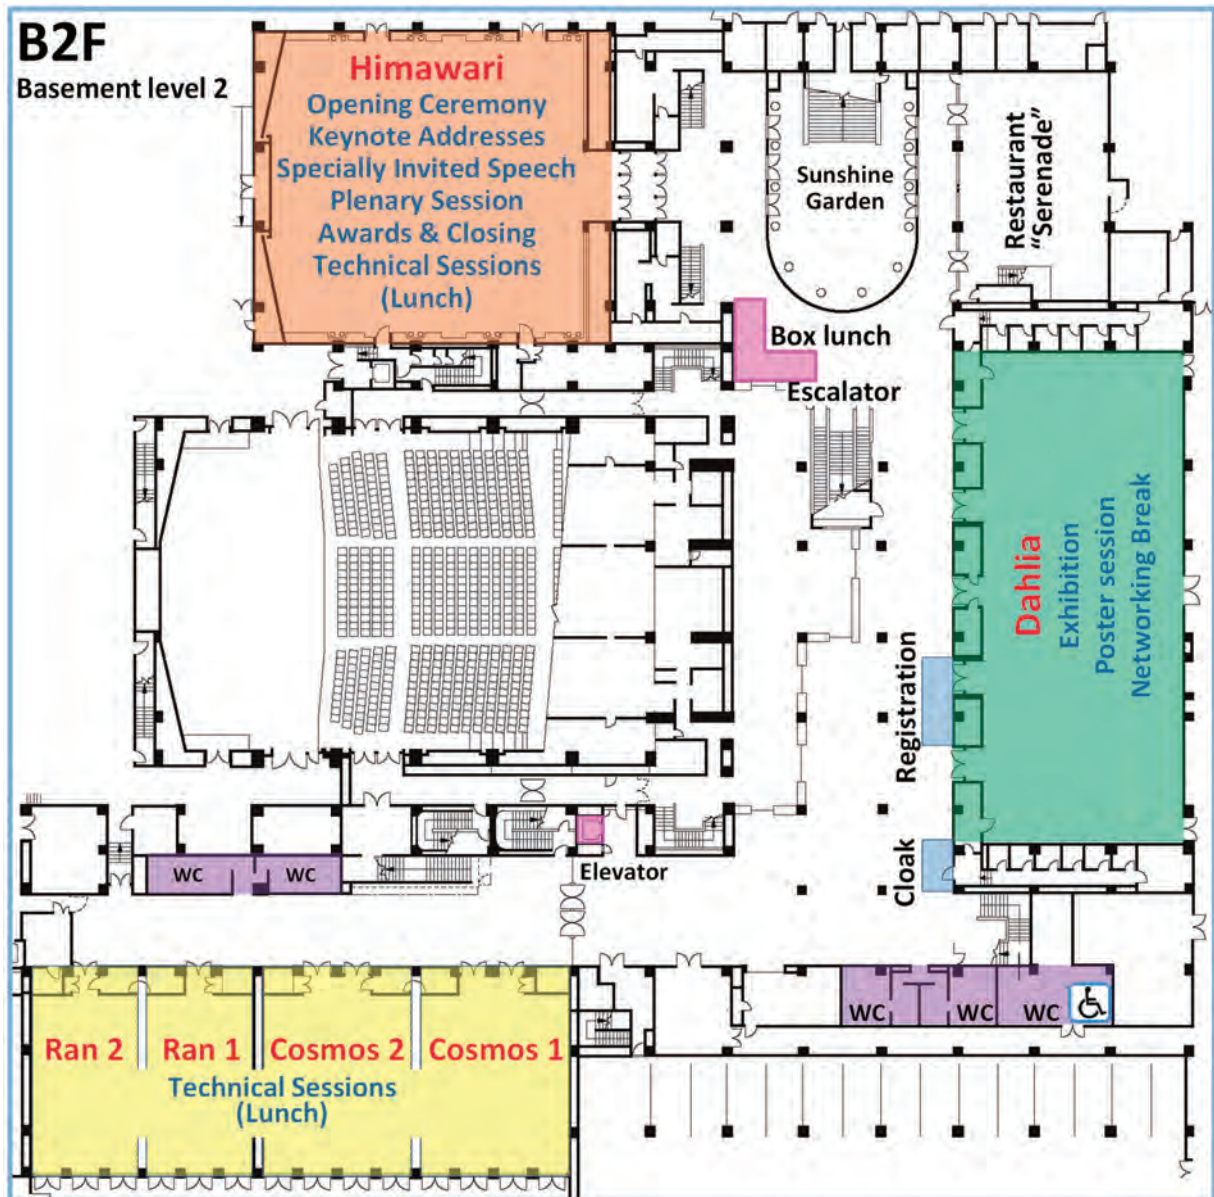 B2F
Basement level 2
Himawari
Opening Ceremony
Keynote Addresses
Specially Invited Speech
Plenary Session
Awards & Closing
Technical Sessions
(Lunch)
Sunshine
Garden
Restaurant
“Serenade”
Box lunch
Escalator
Dahlia
Exhibition
Poster session
Networking Break
Registration
Cloak
Elevator
WC
WC
WC
WC
WC
Ran 2
Ran 1
Cosmos 2
Cosmos 1
Technical Sessions
(Lunch)